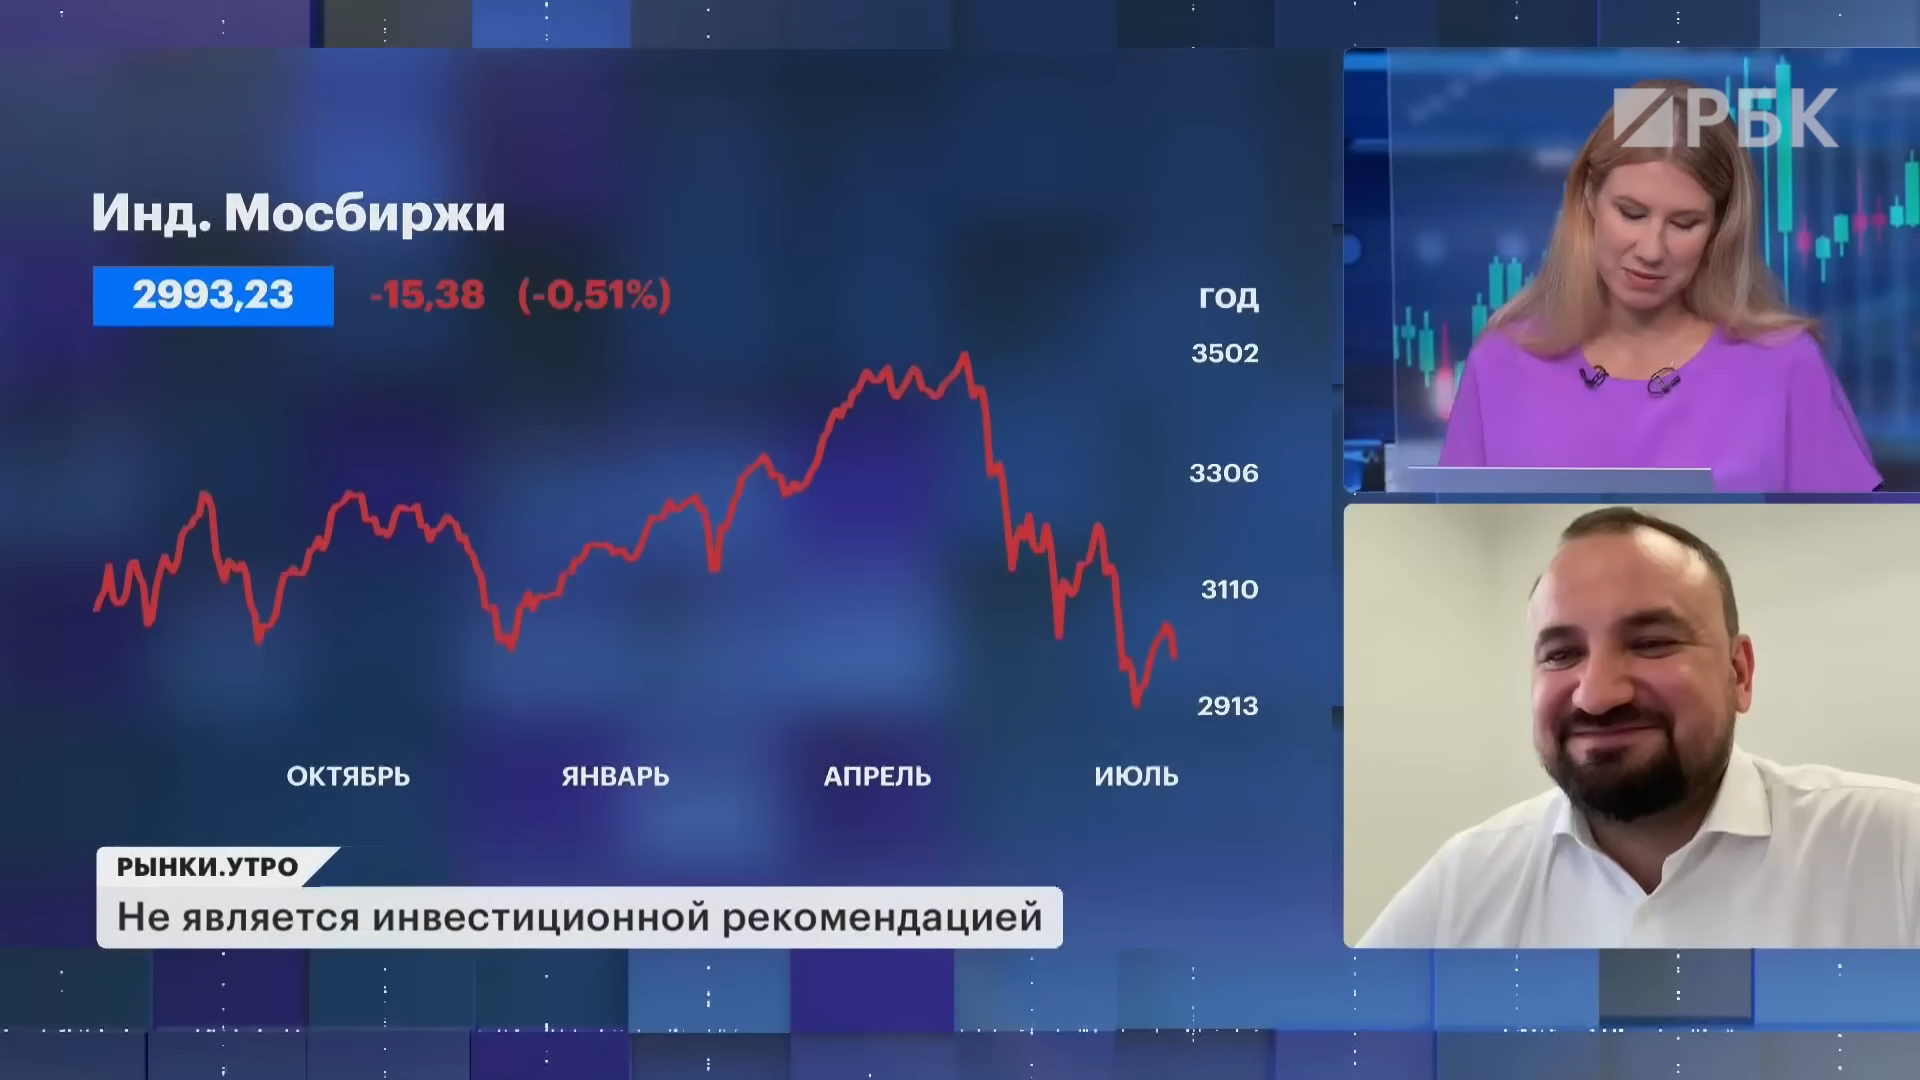 РБК
Инд. Мосбиржи
2993,23 -15,38 (-0,51%)
ГОД
3502
3306
3110
2913
ОКТЯБРЬ ЯНВАРЬ АПРЕЛЬ ИЮЛЬ
РЫНКИ.УТРО
Не является инвестиционной рекомендацией